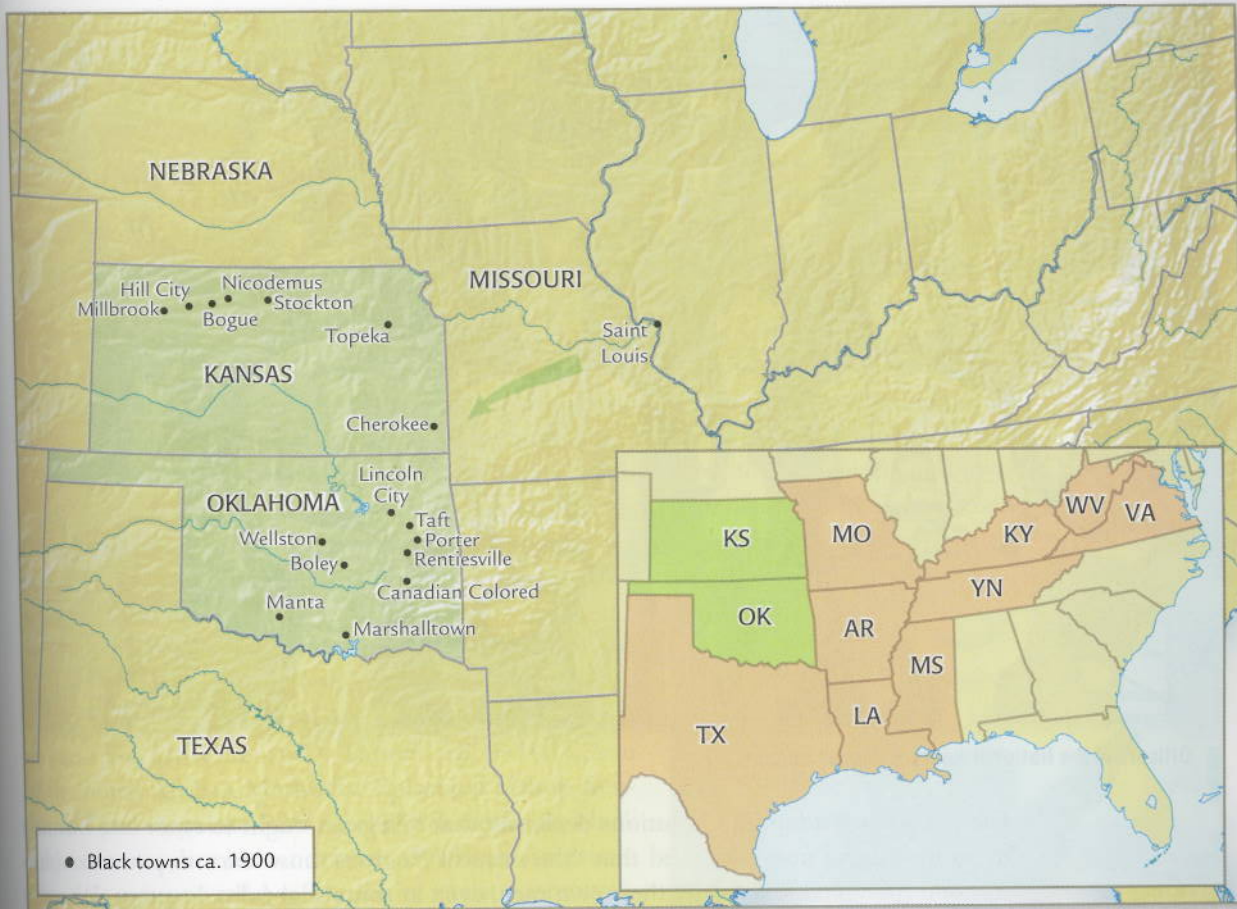 NEBRASKA
MISSOURI
Nicodemus
Hill City
Stockton
Millbrook
Bogue
Topeka
Saint
Louis
KANSAS
Cherokee
Lincoln
City
OKLAHOMA
Taft
Wellston
Porter
Rentiesville
Boley
Canadian Colored
Manta
Marshalltown
TEXAS
WV
VA
KS
MO
KY
YN
OK
AR
MS
LA
TX
Black towns ca. 1900